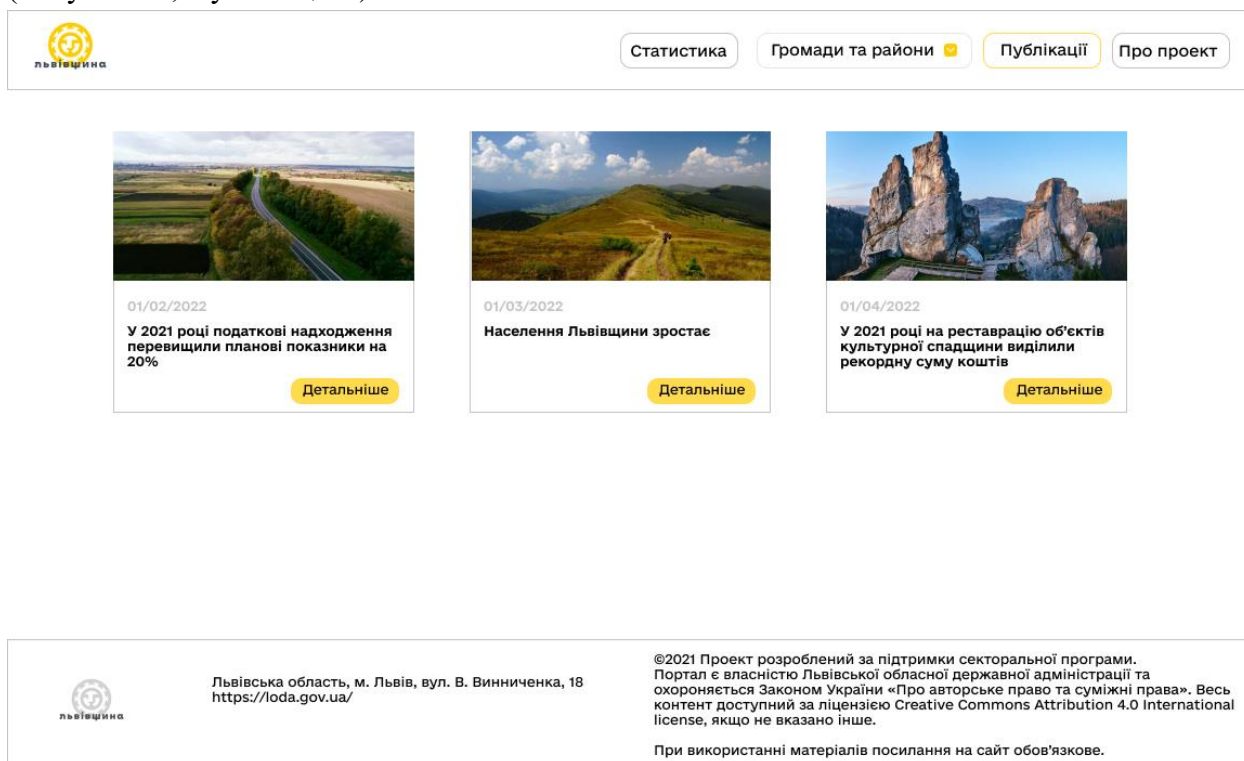 львівщина
Статистика
Громади та райони
Публікації
Про проект
01/02/2022
У 2021 році податкові надходження
перевищили планові показники на
20%
Детальніше
01/03/2022
Населення Львівщини зростає
Детальніше
01/04/2022
У 2021 році на реставрацію об’єктів
культурної спадщини виділили
рекордну суму коштів
Детальніше
львівщина
Львівська область, м. Львів, вул. В. Винниченка, 18
https://loda.gov.ua/
©2021 Проект розроблений за підтримки секторальної програми.
Портал є власністю Львівської обласної державної адміністрації та
охороняється Законом України «Про авторське право та суміжні права». Весь
контент доступний за ліцензією Creative Commons Attribution 4.0 International
license, якщо не вказано інше.
При використанні матеріалів посилання на сайт обов’язкове.